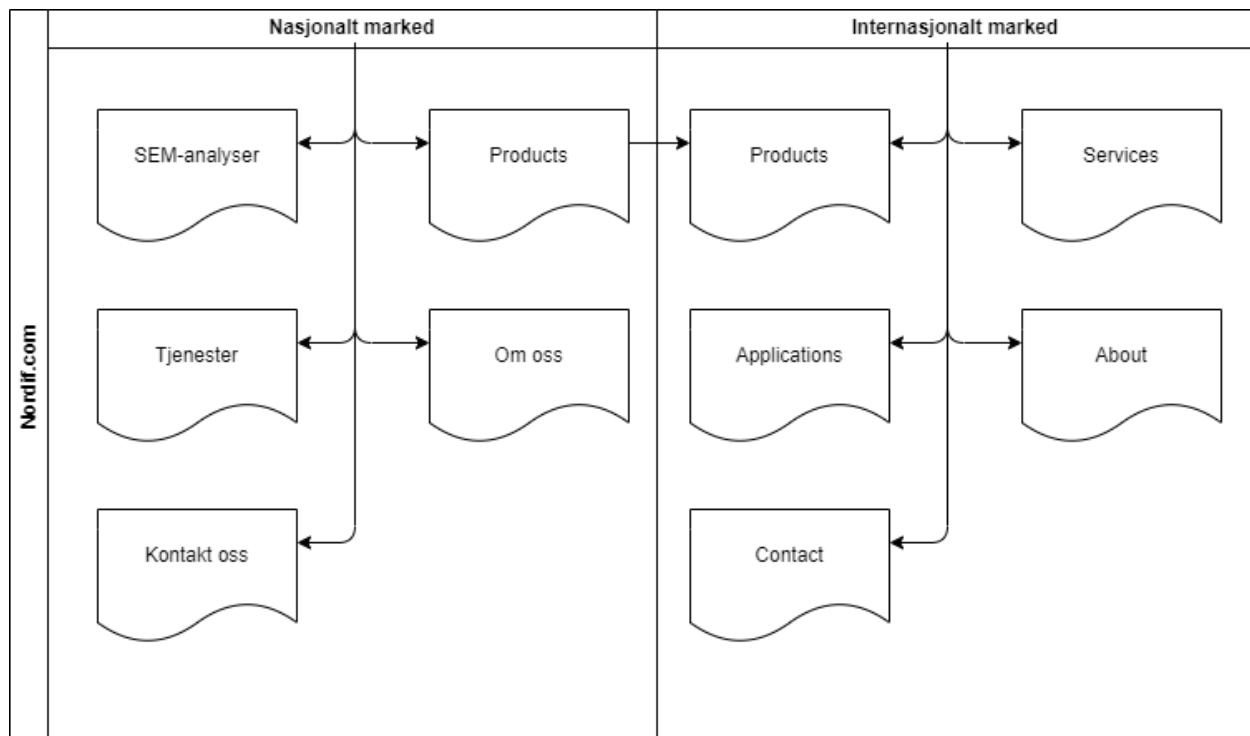 Nasjonalt marked
Internasjonalt marked
Nordif.com
SEM-analyser
Products
Products
Services
Tjenester
Om oss
Applications
About
Kontakt oss
Contact